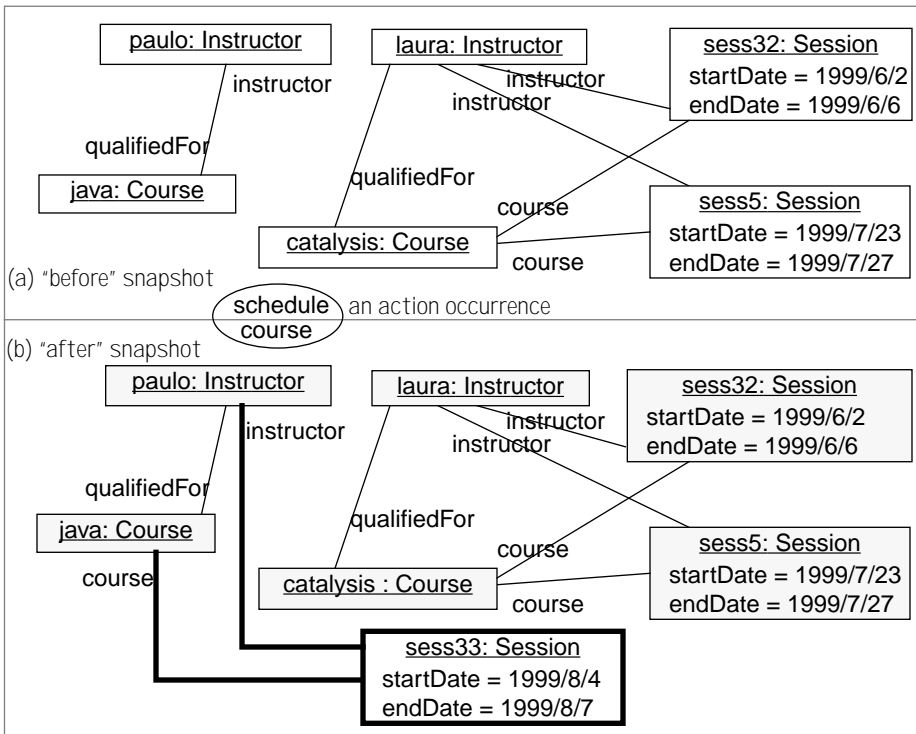 paulo: Instructor
laura: Instructor
sess32: Session
startDate = 1999/6/2
endDate = 1999/6/6
instructor
instructor
instructor
qualifiedFor
java: Course
qualifiedFor
course
sess5: Session
startDate = 1999/7/23
endDate = 1999/7/27
catalysis: Course
course
(a) "before" snapshot
schedule
course
an action occurrence
(b) "after" snapshot
paulo: Instructor
laura: Instructor
sess32: Session
startDate = 1999/6/2
endDate = 1999/6/6
instructor
instructor
instructor
qualifiedFor
java: Course
qualifiedFor
course
course
sess5: Session
startDate = 1999/7/23
endDate = 1999/7/27
catalysis : Course
course
sess33: Session
startDate = 1999/8/4
endDate = 1999/8/7